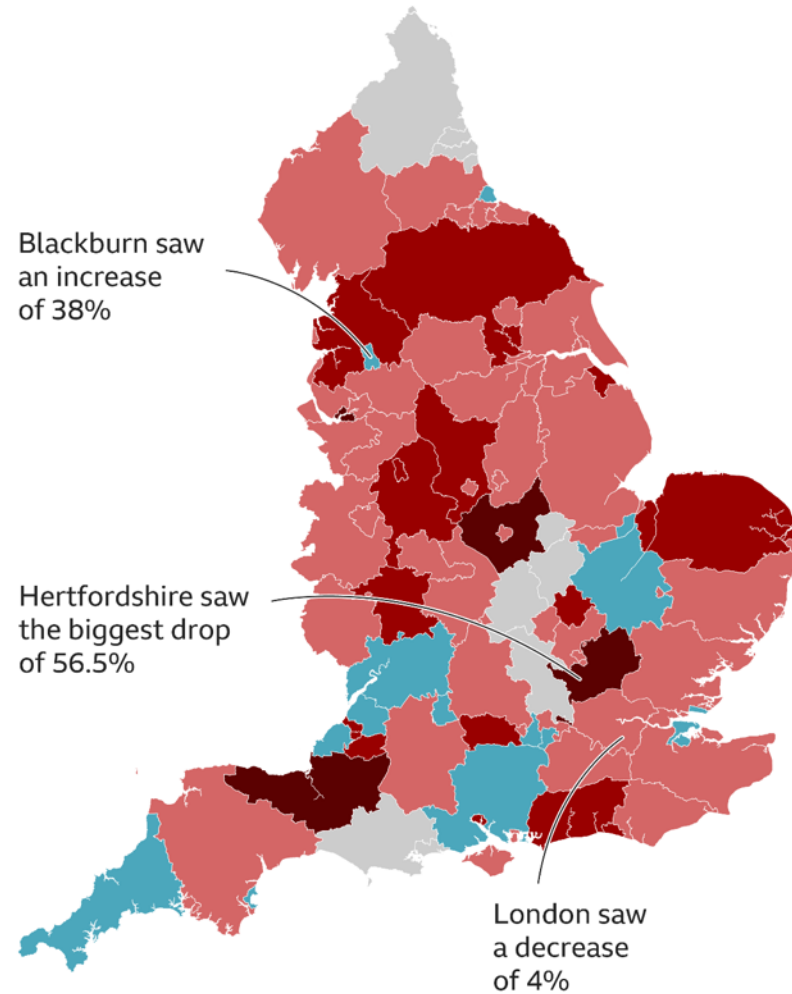 Blackburn saw
an increase
of 38%
Hertfordshire saw
the biggest drop
of 56.5%
London saw
a decrease
of 4%